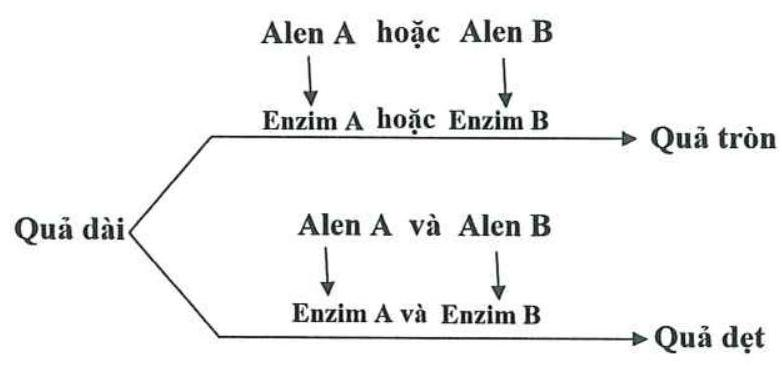 Alen A hoặc Alen B
Enzim A hoặc Enzim B
Quả tròn
Quả dài
Alen A và Alen B
Enzim A và Enzim B
Quả dẹt